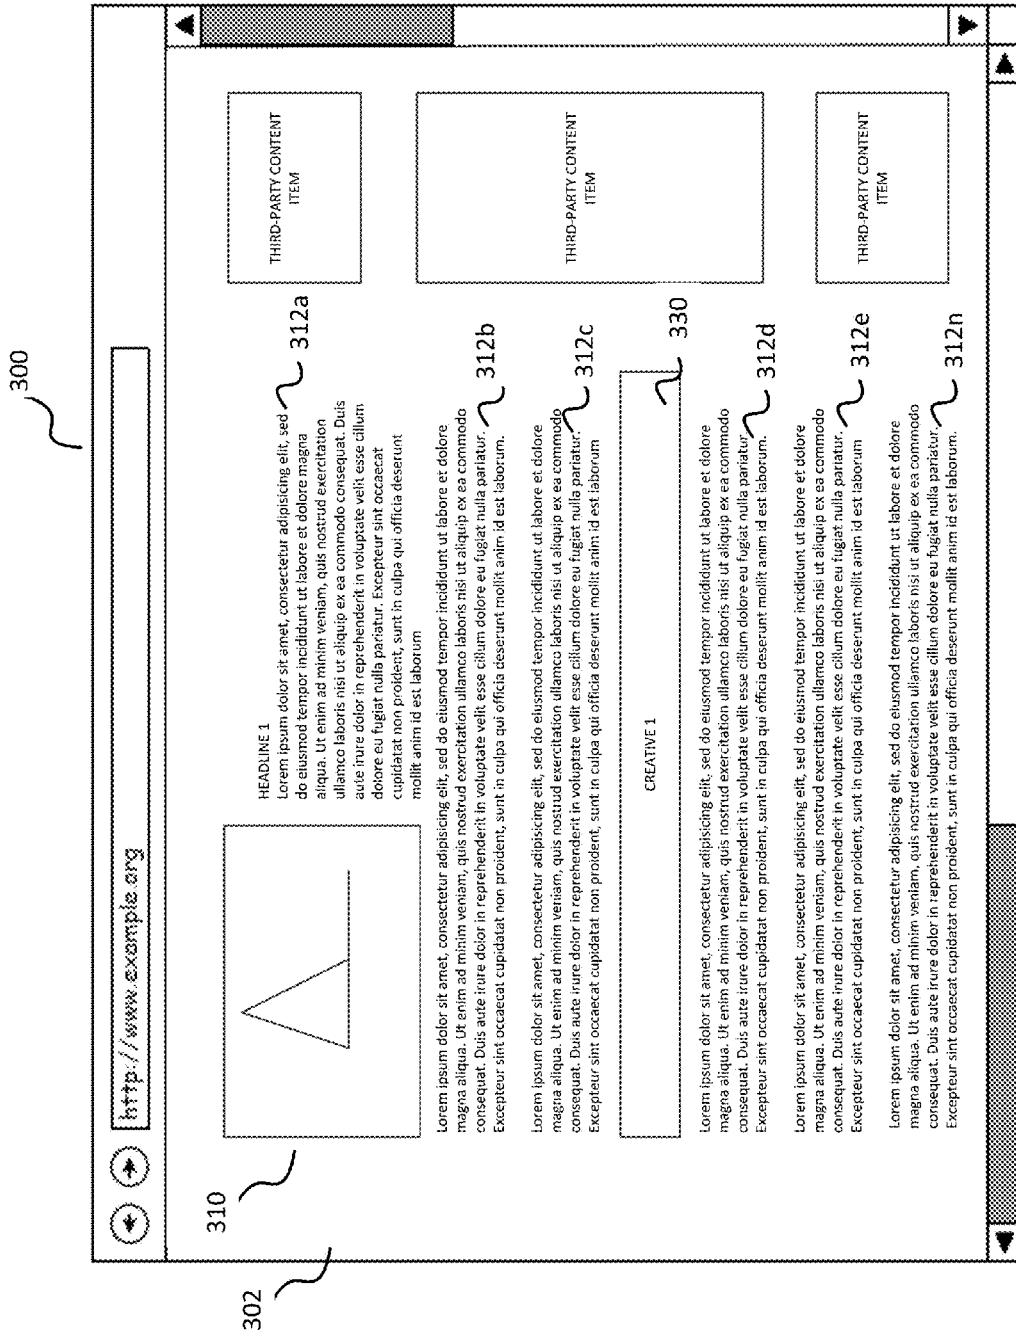 300
http://www.example.org
302
310
HEADLINE 1
Lorem ipsum dolor sit amet, consectetur adipisicing elit, sed
do eiusmod tempor incididunt ut labore et dolore magna
aliqua. Ut enim ad minim veniam, quis nostrud exercitation
ullamco laboris nisi ut aliquip ex ea commodo consequat. Duis
aute irure dolor in reprehenderit in voluptate velit esse cillum
dolore eu fugiat nulla pariatur. Excepteur sint occaecat
cupidatat non proident, sunt in culpa qui officia deserunt
mollit anim id est laborum
312a
THIRD-PARTY CONTENT
ITEM
Lorem ipsum dolor sit amet, consectetur adipisicing elit, sed do eiusmod tempor incididunt ut labore et dolore
magna aliqua. Ut enim ad minim veniam, quis nostrud exercitation ullamco laboris nisi ut aliquip ex ea commodo
consequat. Duis aute irure dolor in reprehenderit in voluptate velit esse cillum dolore eu fugiat nulla pariatur.
Excepteur sint occaecat cupidatat non proident, sunt in culpa qui officia deserunt mollit anim id est laborum.
312b
Lorem ipsum dolor sit amet, consectetur adipisicing elit, sed do eiusmod tempor incididunt ut labore et dolore
magna aliqua. Ut enim ad minim veniam, quis nostrud exercitation ullamco laboris nisi ut aliquip ex ea commodo
consequat. Duis aute irure dolor in reprehenderit in voluptate velit esse cillum dolore eu fugiat nulla pariatur.
Excepteur sint occaecat cupidatat non proident, sunt in culpa qui officia deserunt mollit anim id est laborum
312c
THIRD-PARTY CONTENT
ITEM
CREATIVE 1
330
Lorem ipsum dolor sit amet, consectetur adipisicing elit, sed do eiusmod tempor incididunt ut labore et dolore
magna aliqua. Ut enim ad minim veniam, quis nostrud exercitation ullamco laboris nisi ut aliquip ex ea commodo
consequat. Duis aute irure dolor in reprehenderit in voluptate velit esse cillum dolore eu fugiat nulla pariatur.
Excepteur sint occaecat cupidatat non proident, sunt in culpa qui officia deserunt mollit anim id est laborum.
312d
Lorem ipsum dolor sit amet, consectetur adipisicing elit, sed do eiusmod tempor incididunt ut labore et dolore
magna aliqua. Ut enim ad minim veniam, quis nostrud exercitation ullamco laboris nisi ut aliquip ex ea commodo
consequat. Duis aute irure dolor in reprehenderit in voluptate velit esse cillum dolore eu fugiat nulla pariatur.
Excepteur sint occaecat cupidatat non proident, sunt in culpa qui officia deserunt mollit anim id est laborum
312e
THIRD-PARTY CONTENT
ITEM
Lorem ipsum dolor sit amet, consectetur adipisicing elit, sed do eiusmod tempor incididunt ut labore et dolore
magna aliqua. Ut enim ad minim veniam, quis nostrud exercitation ullamco laboris nisi ut aliquip ex ea commodo
consequat. Duis aute irure dolor in reprehenderit in voluptate velit esse cillum dolore eu fugiat nulla pariatur.
Excepteur sint occaecat cupidatat non proident, sunt in culpa qui officia deserunt mollit anim id est laborum.
312n